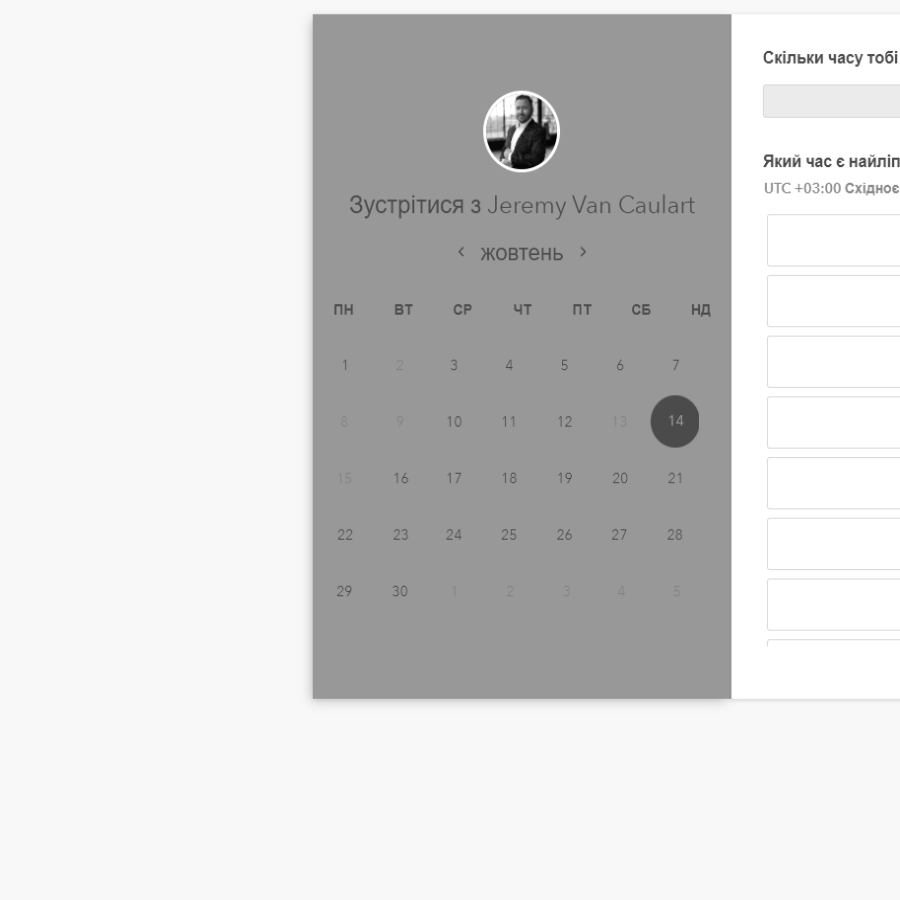 Зустрітися з Jeremy Van Caulart
жовтень
ПН ВТ СР ЧТ ПТ СБ НД
1 2 3 4 5 6 7
8 9 10 11 12 13 14
15 16 17 18 19 20 21
22 23 24 25 26 27 28
29 30 1 2 3 4 5
Скільки часу тобі
Який час є найліп
UTC +03:00 Східноє